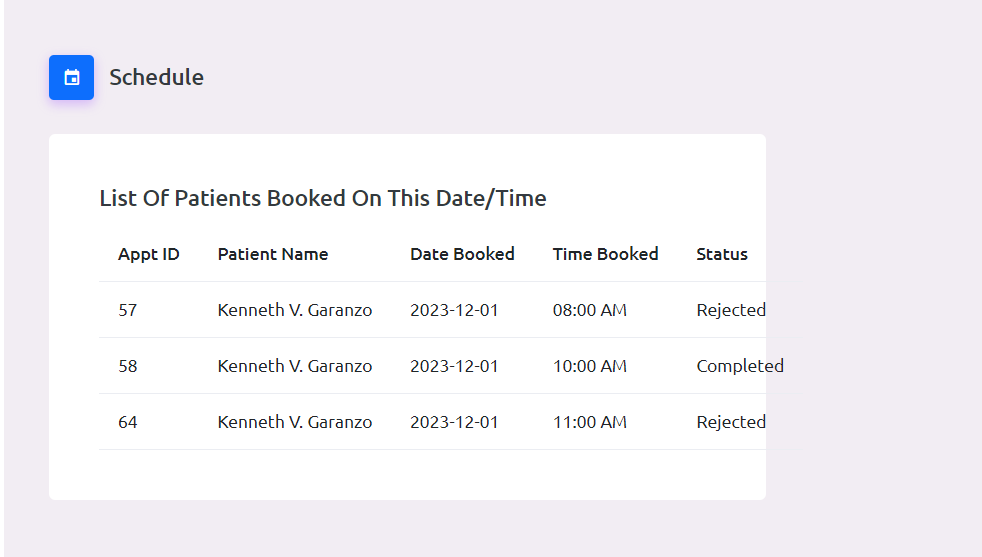 Schedule
List Of Patients Booked On This Date/Time
Appt ID Patient Name Date Booked Time Booked Status
57 Kenneth V. Garanzo 2023-12-01 08:00 AM Rejected
58 Kenneth V. Garanzo 2023-12-01 10:00 AM Completed
64 Kenneth V. Garanzo 2023-12-01 11:00 AM Rejected